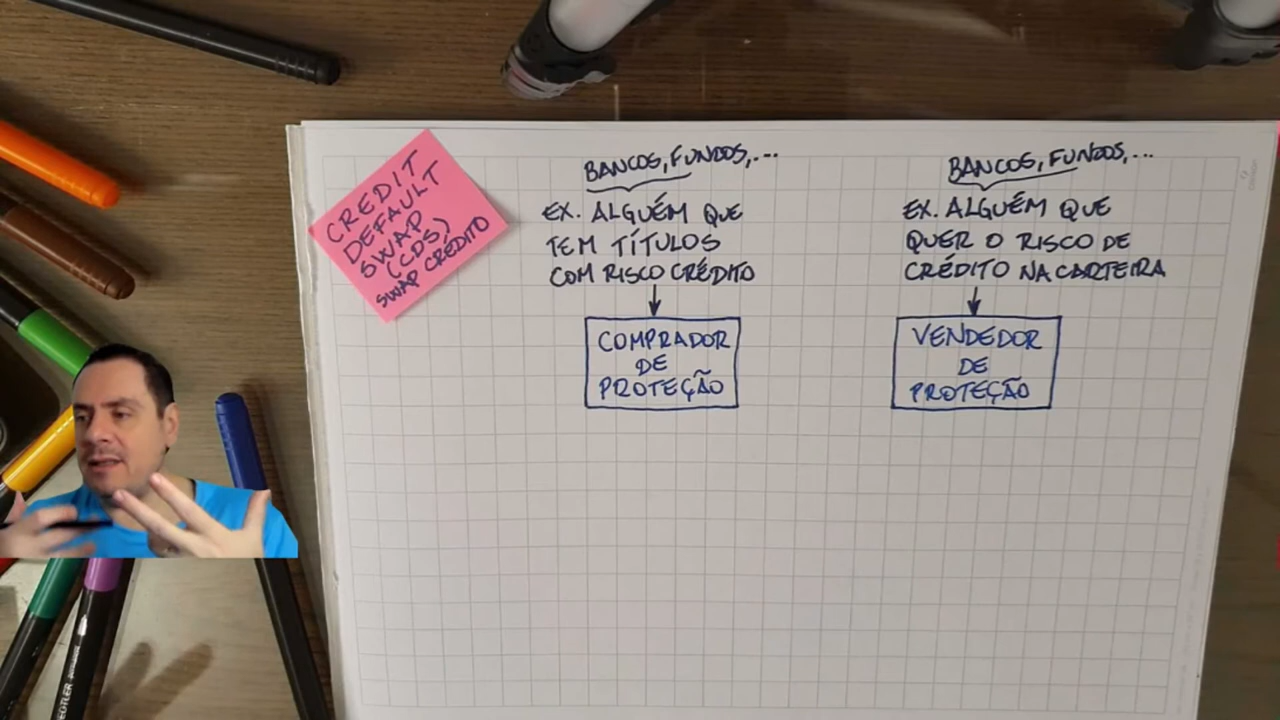 CREDIT
DEFAULT
SWAP
(CDS)
SWAP CRÉDITO
BANCOS, FUNDOS,...
EX. ALGUÉM QUE
TEM TÍTULOS
COM RISCO CRÉDITO
COMPRADOR
DE
PROTEÇÃO
BANCOS, FUNDOS,...
EX. ALGUÉM QUE
QUER O RISCO DE
CRÉDITO NA CARTEIRA
VENDEDOR
DE
PROTEÇÃO